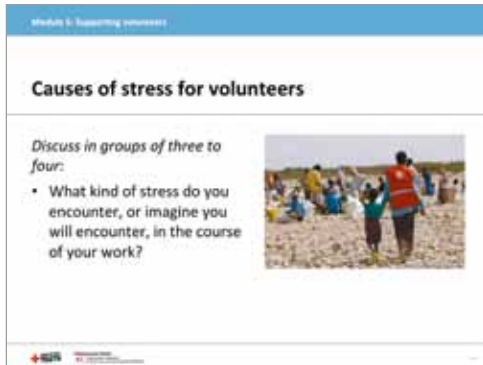 Module 5: Supporting volunteers
Causes of stress for volunteers
Discuss in groups of three to
four:
• What kind of stress do you
encounter, or imagine you
will encounter, in the course
of your work?